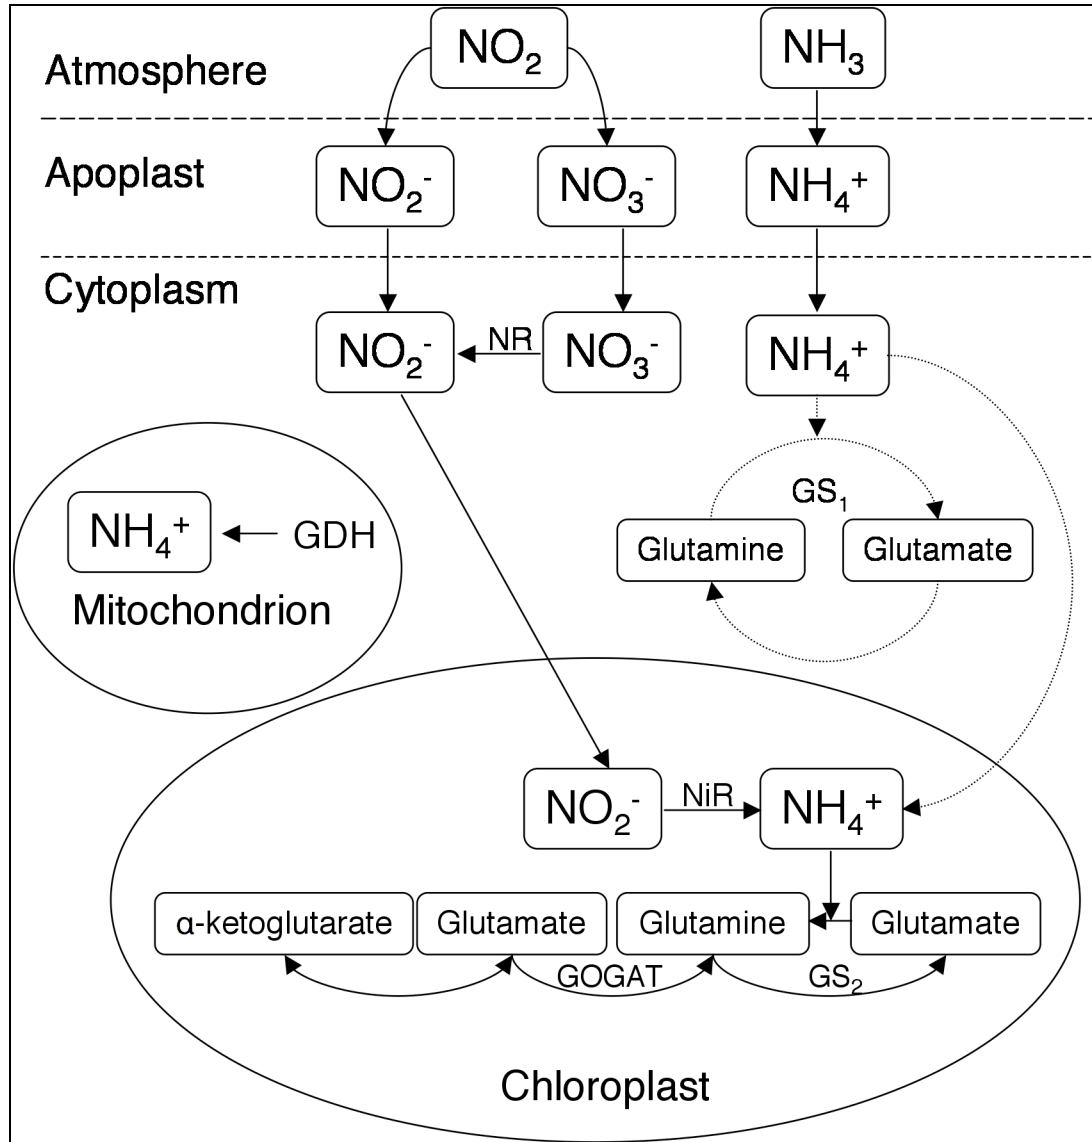 Atmosphere
NO₂
NH₃
Apoplast
NO₂⁻
NO₃⁻
NH₄⁺
Cytoplasm
NO₂⁻
NR
NO₃⁻
NH₄⁺
GS₁
Glutamine
Glutamate
NH₄⁺
GDH
Mitochondrion
NO₂⁻
NiR
NH₄⁺
α-ketoglutarate
Glutamate
Glutamine
Glutamate
GOGAT
GS₂
Chloroplast